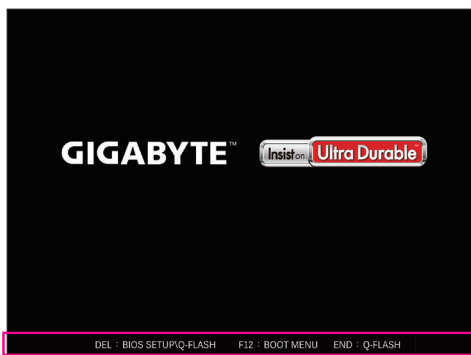 GIGABYTE™ Insist on Ultra Durable™
DEL : BIOS SETUP\Q-FLASH F12 : BOOT MENU END : Q-FLASH